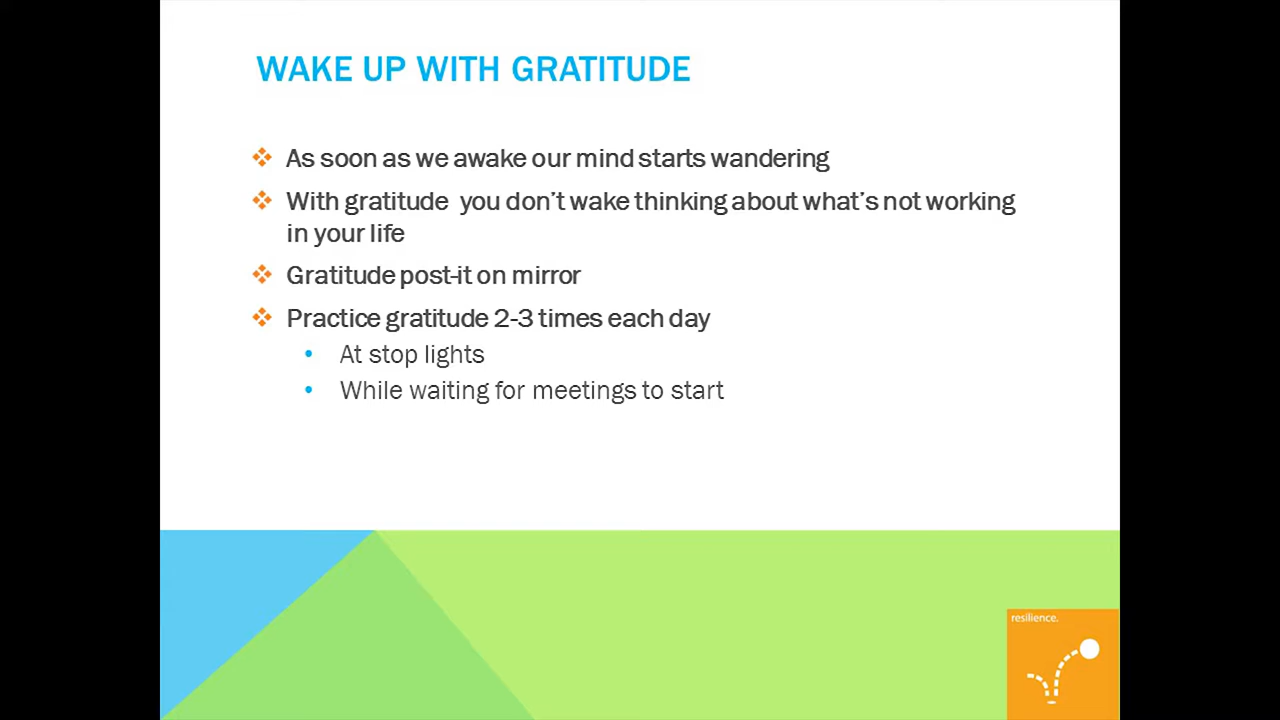 WAKE UP WITH GRATITUDE
❖ As soon as we awake our mind starts wandering
❖ With gratitude  you don't wake thinking about what's not working
in your life
❖ Gratitude post-it on mirror
❖ Practice gratitude 2-3 times each day
• At stop lights
• While waiting for meetings to start
resilience.